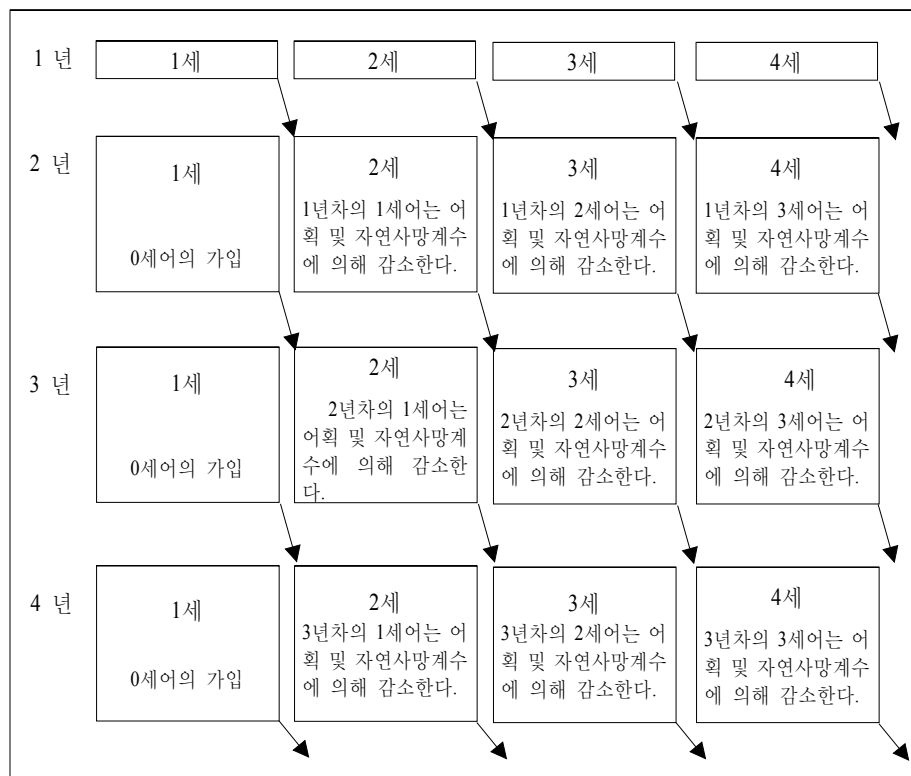 1 년
1세
2세
3세
4세
2 년
1세
0세어의 가입
2세
1년차의 1세어는 어
획 및 자연사망계수
에 의해 감소한다.
3세
1년차의 2세어는 어
획 및 자연사망계수
에 의해 감소한다.
4세
1년차의 3세어는 어
획 및 자연사망계수
에 의해 감소한다.
3 년
1세
0세어의 가입
2세
2년차의 1세어는
어획 및 자연사망계
수에 의해 감소한
다.
3세
2년차의 2세어는 어
획 및 자연사망계수
에 의해 감소한다.
4세
2년차의 3세어는 어
획 및 자연사망계수
에 의해 감소한다.
4 년
1세
0세어의 가입
2세
3년차의 1세어는 어
획 및 자연사망계수
에 의해 감소한다.
3세
3년차의 2세어는 어
획 및 자연사망계수
에 의해 감소한다.
4세
3년차의 3세어는 어
획 및 자연사망계수
에 의해 감소한다.